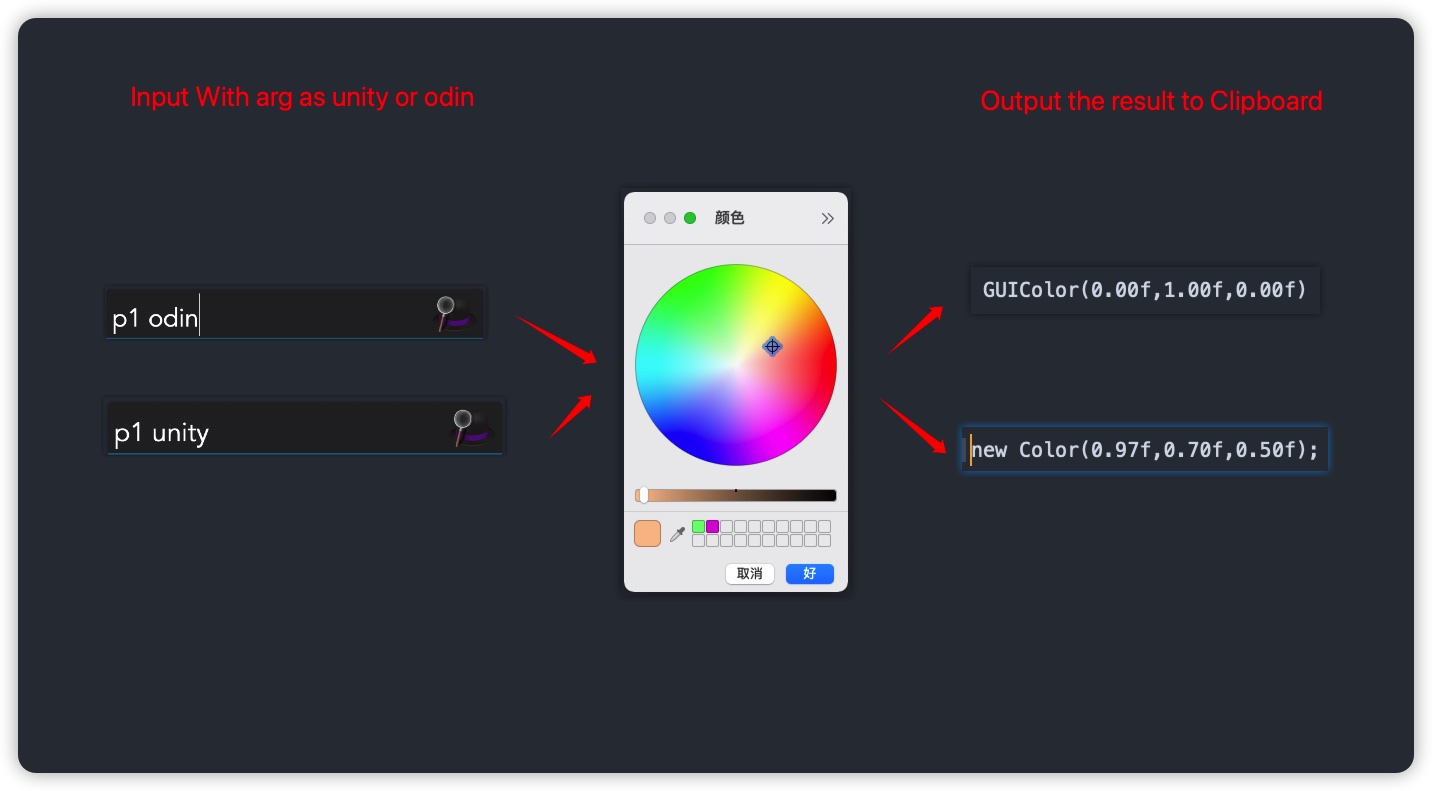 Input With arg as unity or odin
Output the result to Clipboard
p1 odin
p1 unity
颜色
取消
好
GUIColor(0.00f,1.00f,0.00f)
new Color(0.97f,0.70f,0.50f);